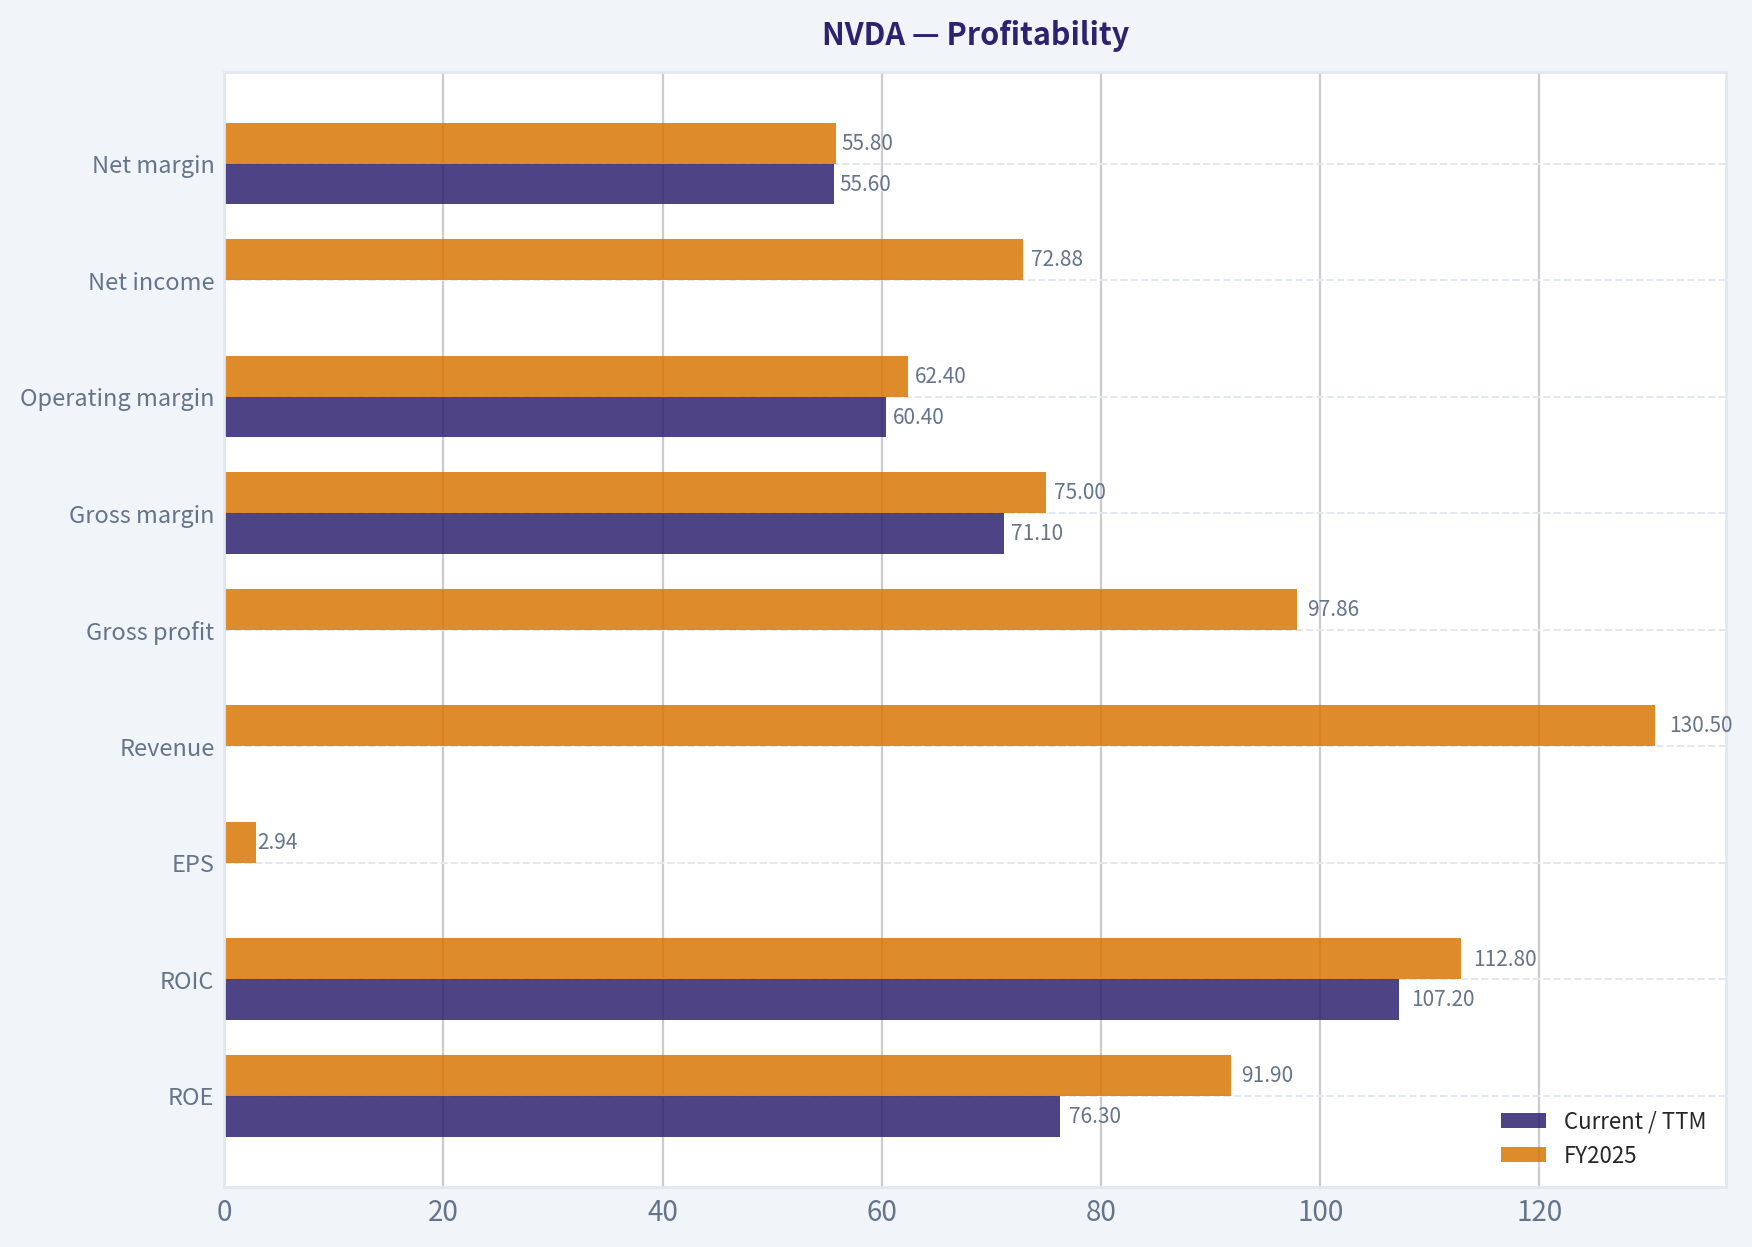 NVDA — Profitability
Net margin
55.80
55.60
Net income
72.88
Operating margin
62.40
60.40
Gross margin
75.00
71.10
Gross profit
97.86
Revenue
130.50
EPS
2.94
ROIC
112.80
107.20
ROE
91.90
76.30
Current / TTM
FY2025
0 20 40 60 80 100 120